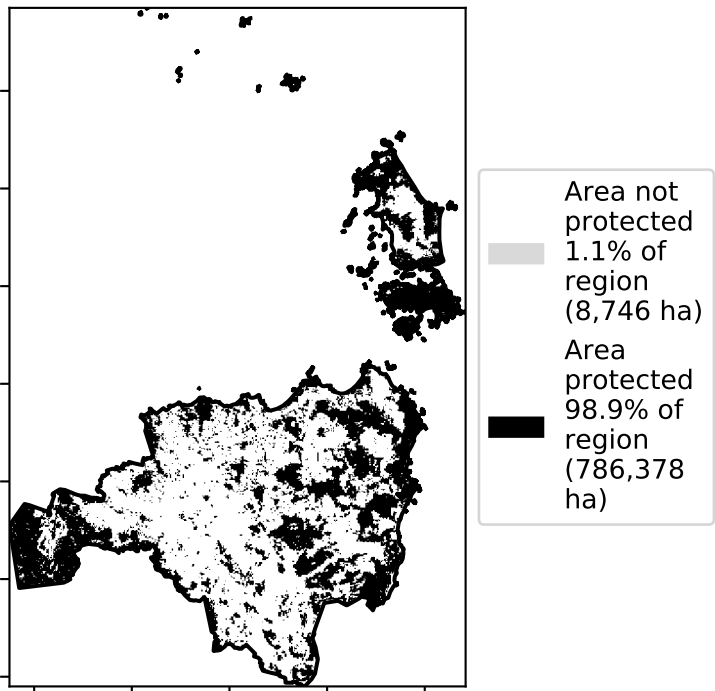 Area not
protected
1.1% of
region
(8,746 ha)
Area
protected
98.9% of
region
(786,378
ha)